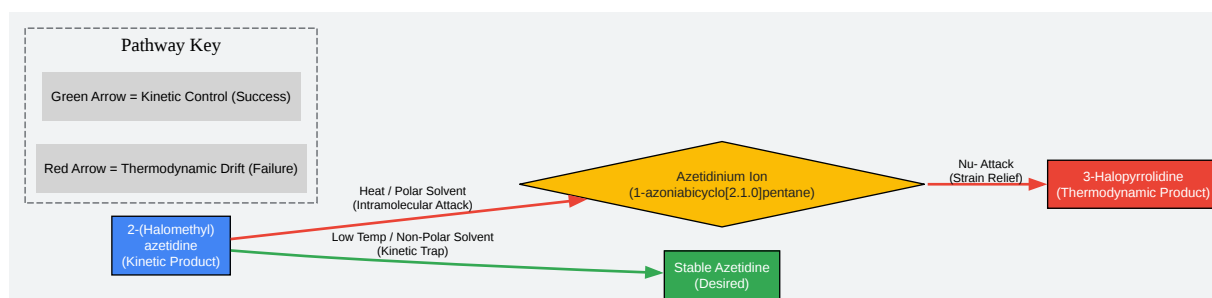 Pathway Key
Green Arrow = Kinetic Control (Success)
Red Arrow = Thermodynamic Drift (Failure)
2-(Halomethyl)
azetidine
(Kinetic Product)
Heat / Polar Solvent
(Intramolecular Attack)
Low Temp / Non-Polar Solvent
(Kinetic Trap)
Azetidinium Ion
(1-azoniabicyclo[2.1.0]pentane)
Stable Azetidine
(Desired)
Nu- Attack
(Strain Relief)
3-Halopyrrolidine
(Thermodynamic Product)